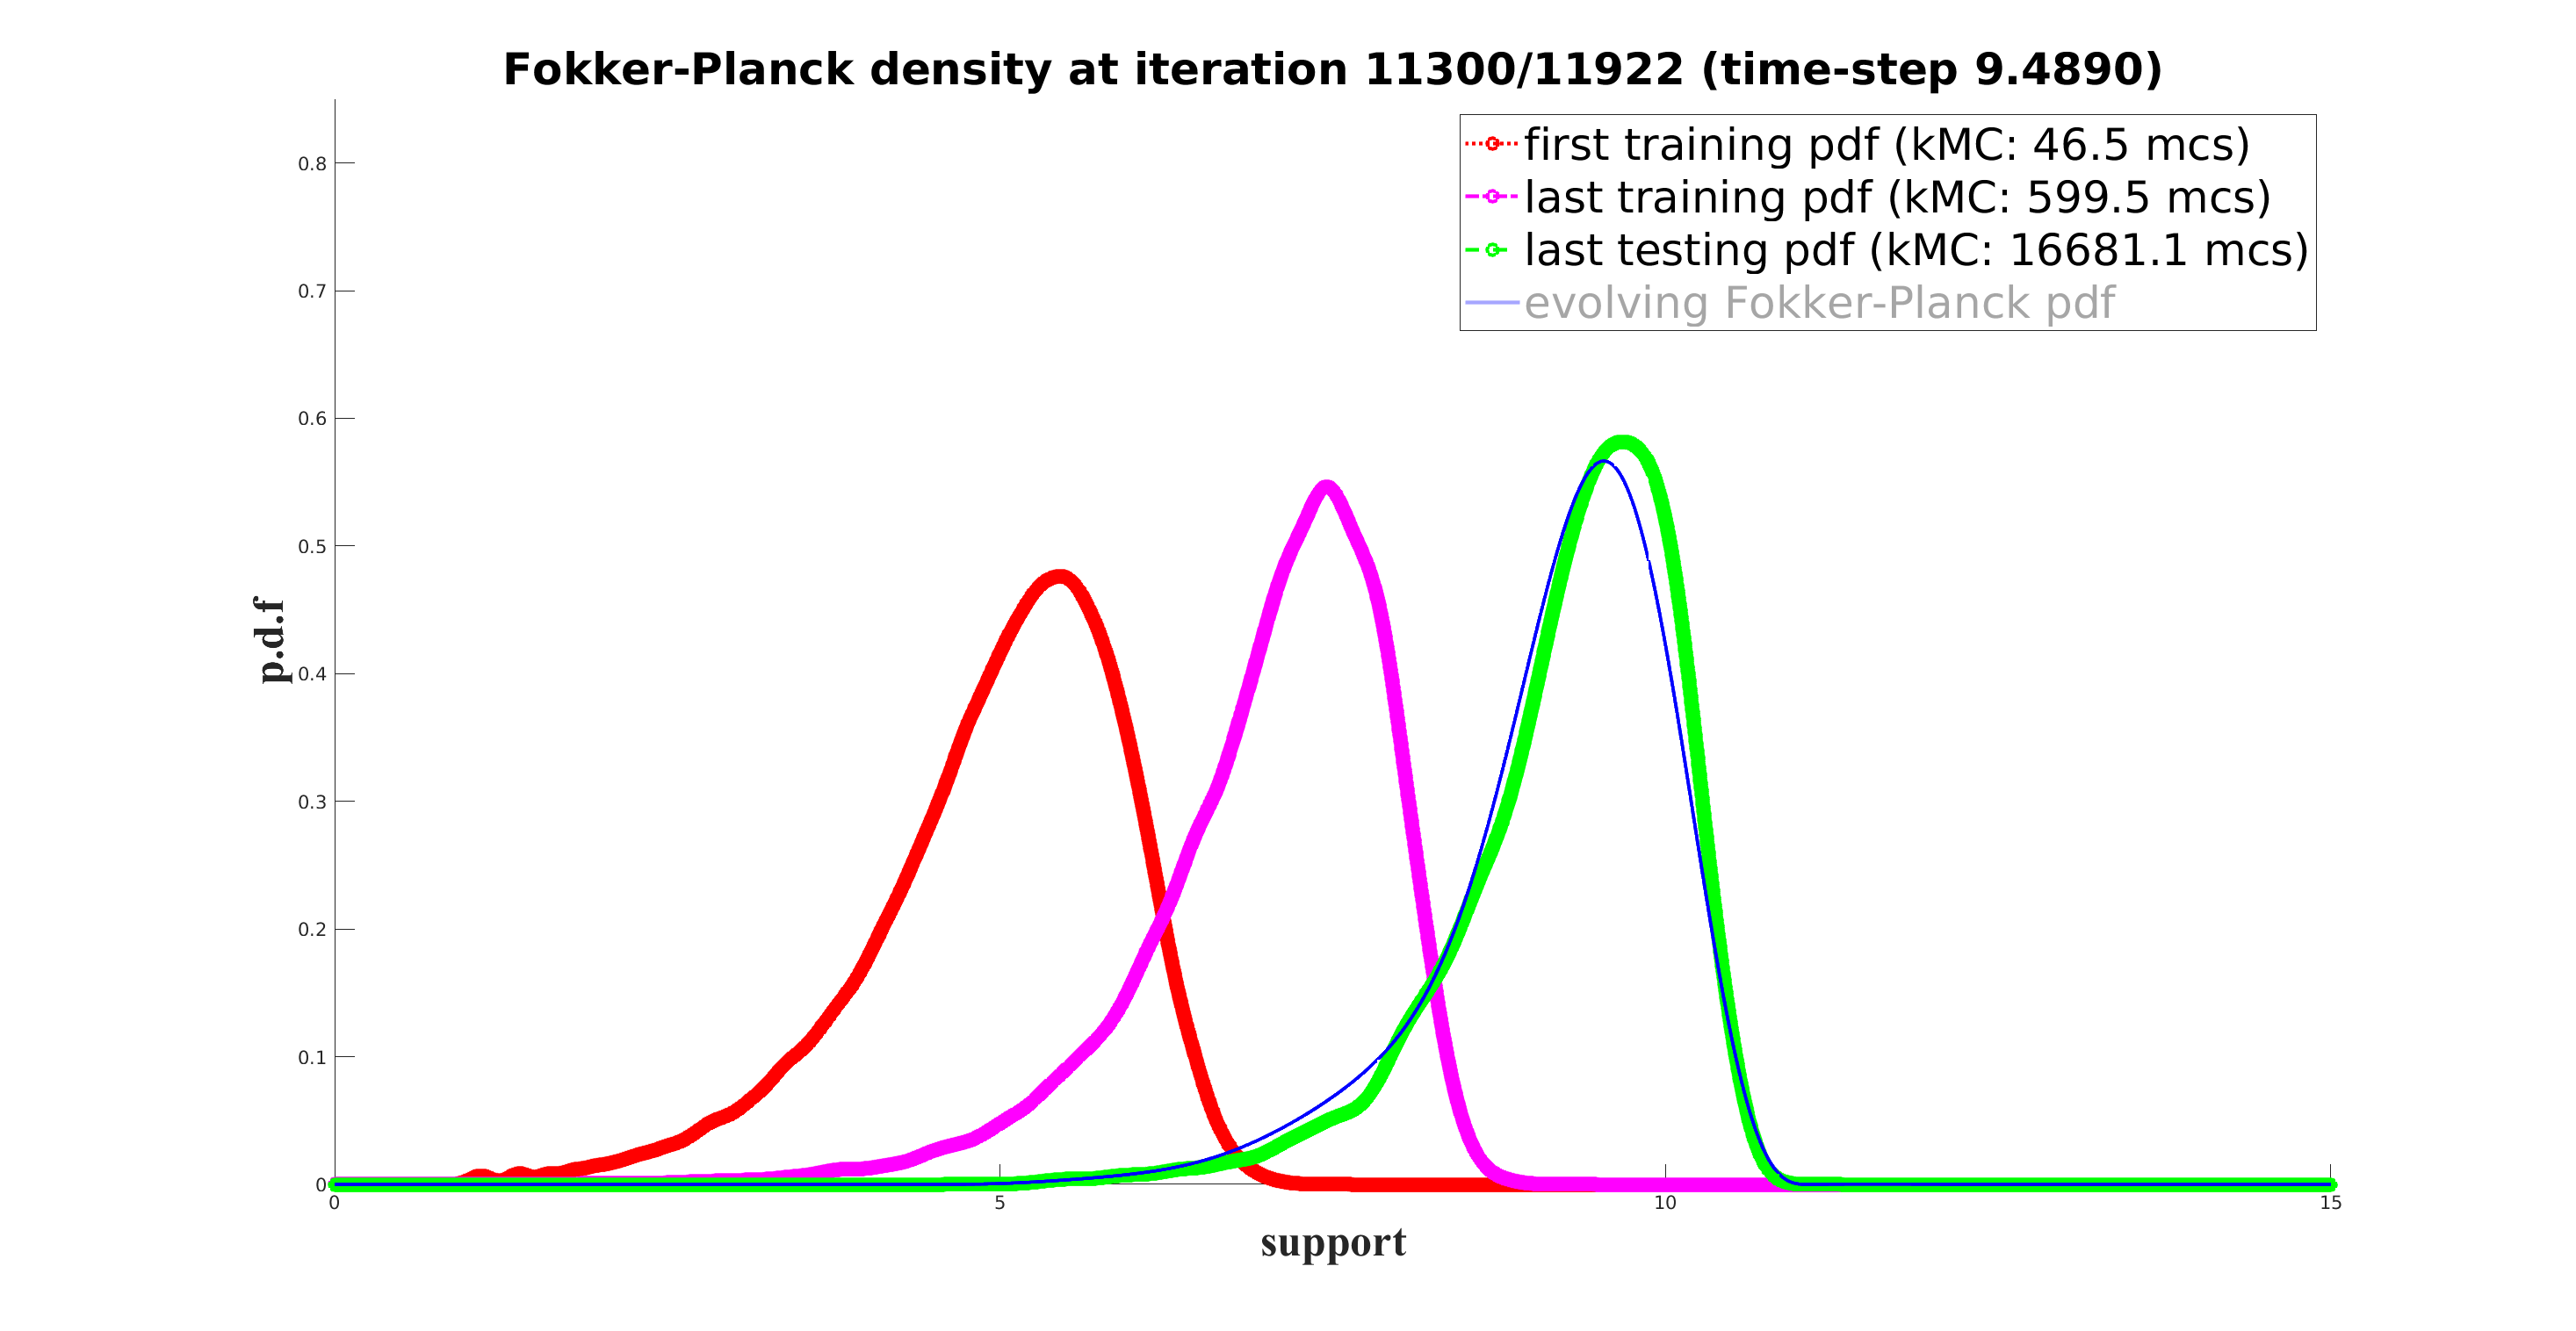 Fokker-Planck density at iteration 11300/11922 (time-step 9.4890)
first training pdf (kMC: 46.5 mcs)
last training pdf (kMC: 599.5 mcs)
last testing pdf (kMC: 16681.1 mcs)
evolving Fokker-Planck pdf
p.d.f
0.8
0.7
0.6
0.5
0.4
0.3
0.2
0.1
0
0 5 10 15
support